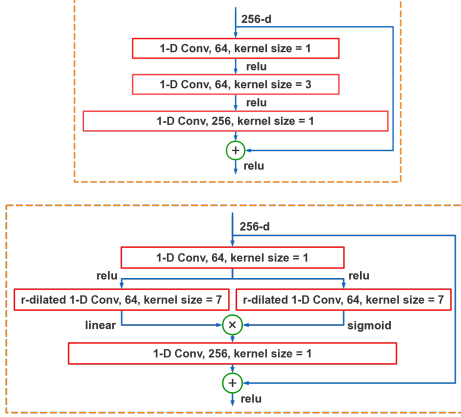 256-d
1-D Conv, 64, kernel size = 1
relu
1-D Conv, 64, kernel size = 3
relu
1-D Conv, 256, kernel size = 1
+
relu
256-d
1-D Conv, 64, kernel size = 1
relu relu
r-dilated 1-D Conv, 64, kernel size = 7 r-dilated 1-D Conv, 64, kernel size = 7
linear × sigmoid
1-D Conv, 256, kernel size = 1
+
relu